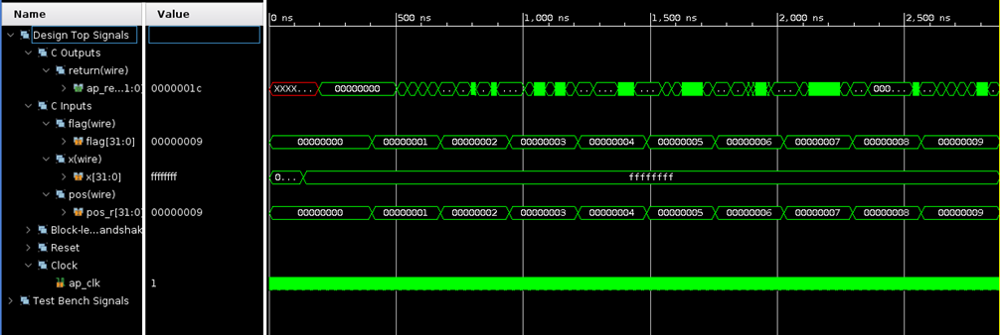 Name Value 0 ns 500 ns 1,000 ns 1,500 ns 2,000 ns 2,500 ns
Design Top Signals
C Outputs
return(wire)
ap_re...1:0] 0000001c XXXX... 00000000 ... ... ... ... ... ... ... 000...
C Inputs
flag(wire)
flag[31:0] 00000009 00000000 00000001 00000002 00000003 00000004 00000005 00000006 00000007 00000008 00000009
x(wire)
x[31:0] ffffffff 0... ffffffff
pos(wire)
pos_r[31:0] 00000009 00000000 00000001 00000002 00000003 00000004 00000005 00000006 00000007 00000008 00000009
Block-le...andshak
Reset
Clock
ap_clk 1
Test Bench Signals